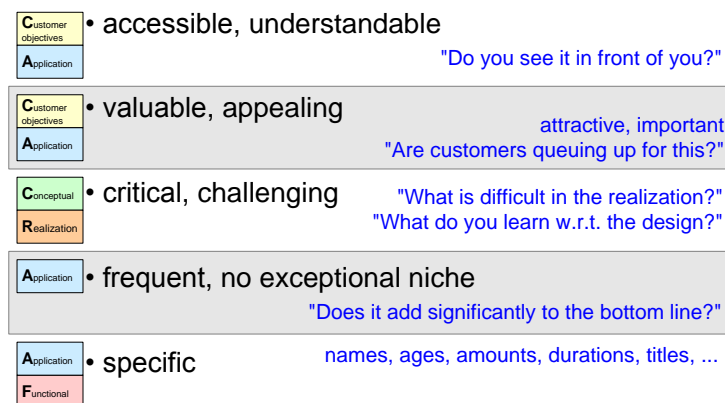 Customer
objectives
Application
• accessible, understandable
"Do you see it in front of you?"
Customer
objectives
Application
• valuable, appealing
attractive, important
"Are customers queuing up for this?"
Conceptual
Realization
• critical, challenging
"What is difficult in the realization?"
"What do you learn w.r.t. the design?"
Application
• frequent, no exceptional niche
"Does it add significantly to the bottom line?"
Application
Functional
• specific
names, ages, amounts, durations, titles, ...